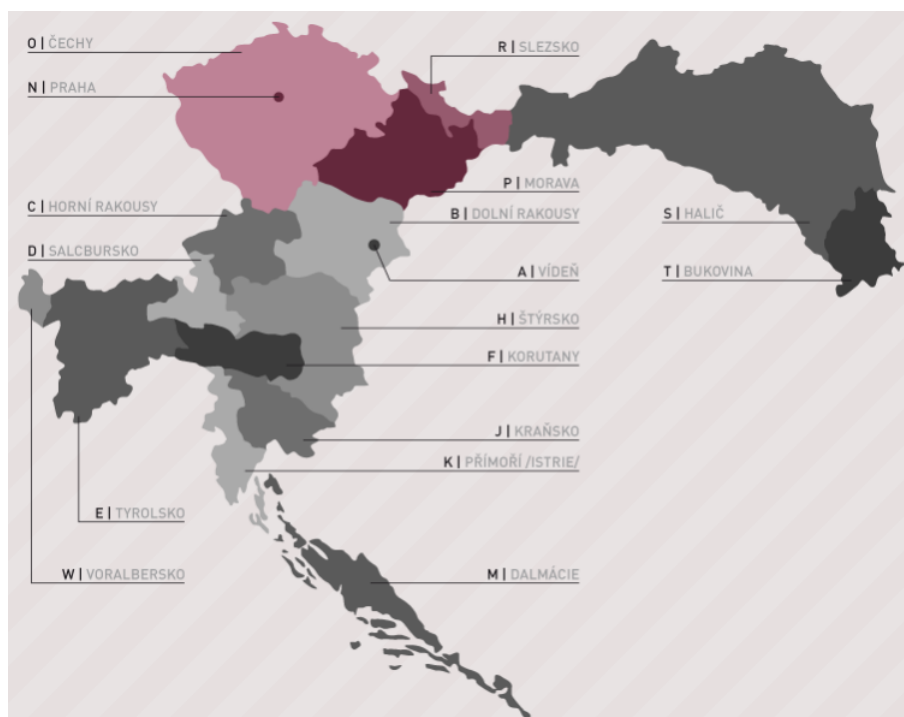 O | ČECHY
N | PRAHA
R | SLEZSKO
P | MORAVA
C | HORNÍ RAKOUSY
B | DOLNÍ RAKOUSY
S | HALIČ
D | SALCBURSKO
A | VÍDEŇ
T | BUKOVINA
H | ŠTÝRSKO
F | KORUTANY
J | KRAŇSKO
K | PŘÍMOŘÍ /ISTRIE/
E | TYROLSKO
W | VORALBERSKO
M | DALMÁCIE